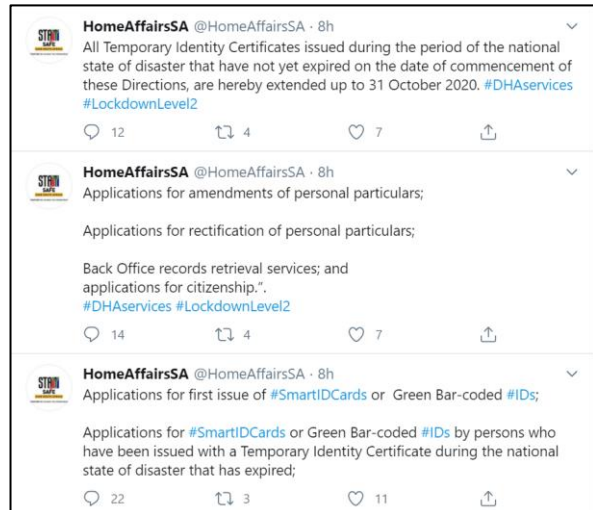 HomeAffairsSA @HomeAffairsSA · 8h
All Temporary Identity Certificates issued during the period of the national
state of disaster that have not yet expired on the date of commencement of
these Directions, are hereby extended up to 31 October 2020. #DHAservices
#LockdownLevel2
12 4 7
HomeAffairsSA @HomeAffairsSA · 8h
Applications for amendments of personal particulars;
Applications for rectification of personal particulars;
Back Office records retrieval services; and
applications for citizenship.”.
#DHAservices #LockdownLevel2
14 4 7
HomeAffairsSA @HomeAffairsSA · 8h
Applications for first issue of #SmartIDCards or Green Bar-coded #IDs;
Applications for #SmartIDCards or Green Bar-coded #IDs by persons who
have been issued with a Temporary Identity Certificate during the national
state of disaster that has expired;
22 3 11